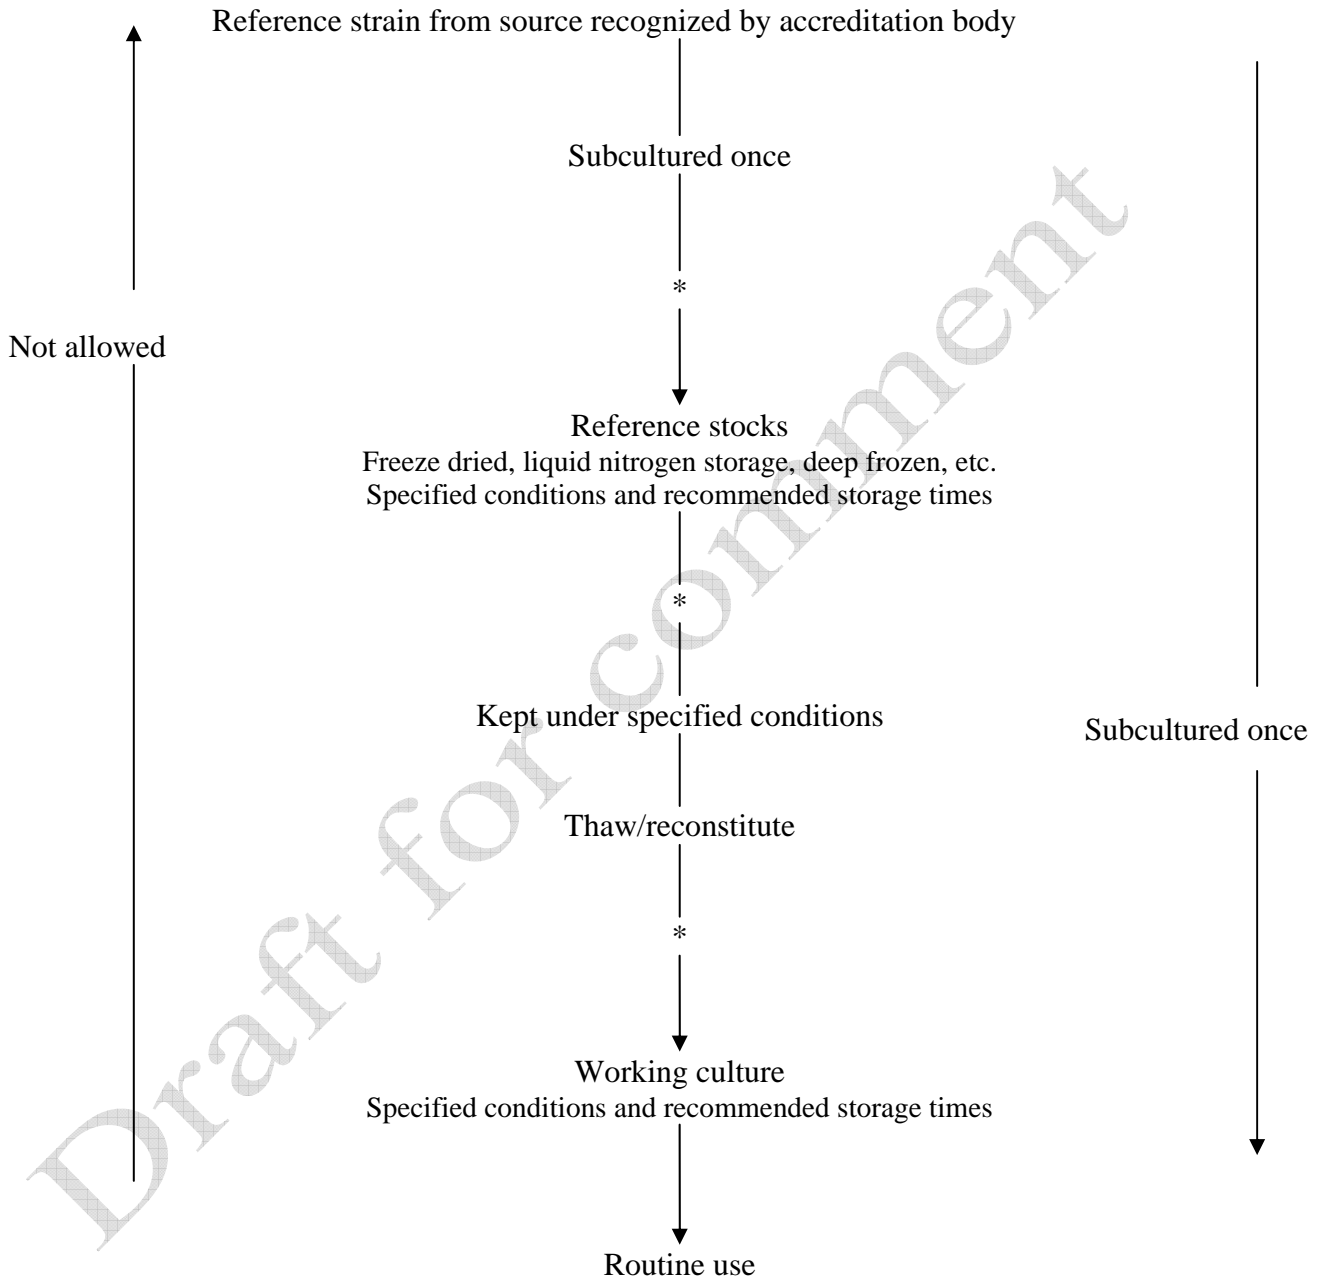 Reference strain from source recognized by accreditation body
Subcultured once
*
Not allowed
Reference stocks
Freeze dried, liquid nitrogen storage, deep frozen, etc.
Specified conditions and recommended storage times
*
Kept under specified conditions
Subcultured once
Thaw/reconstitute
*
Working culture
Specified conditions and recommended storage times
Routine use
Draft for comment